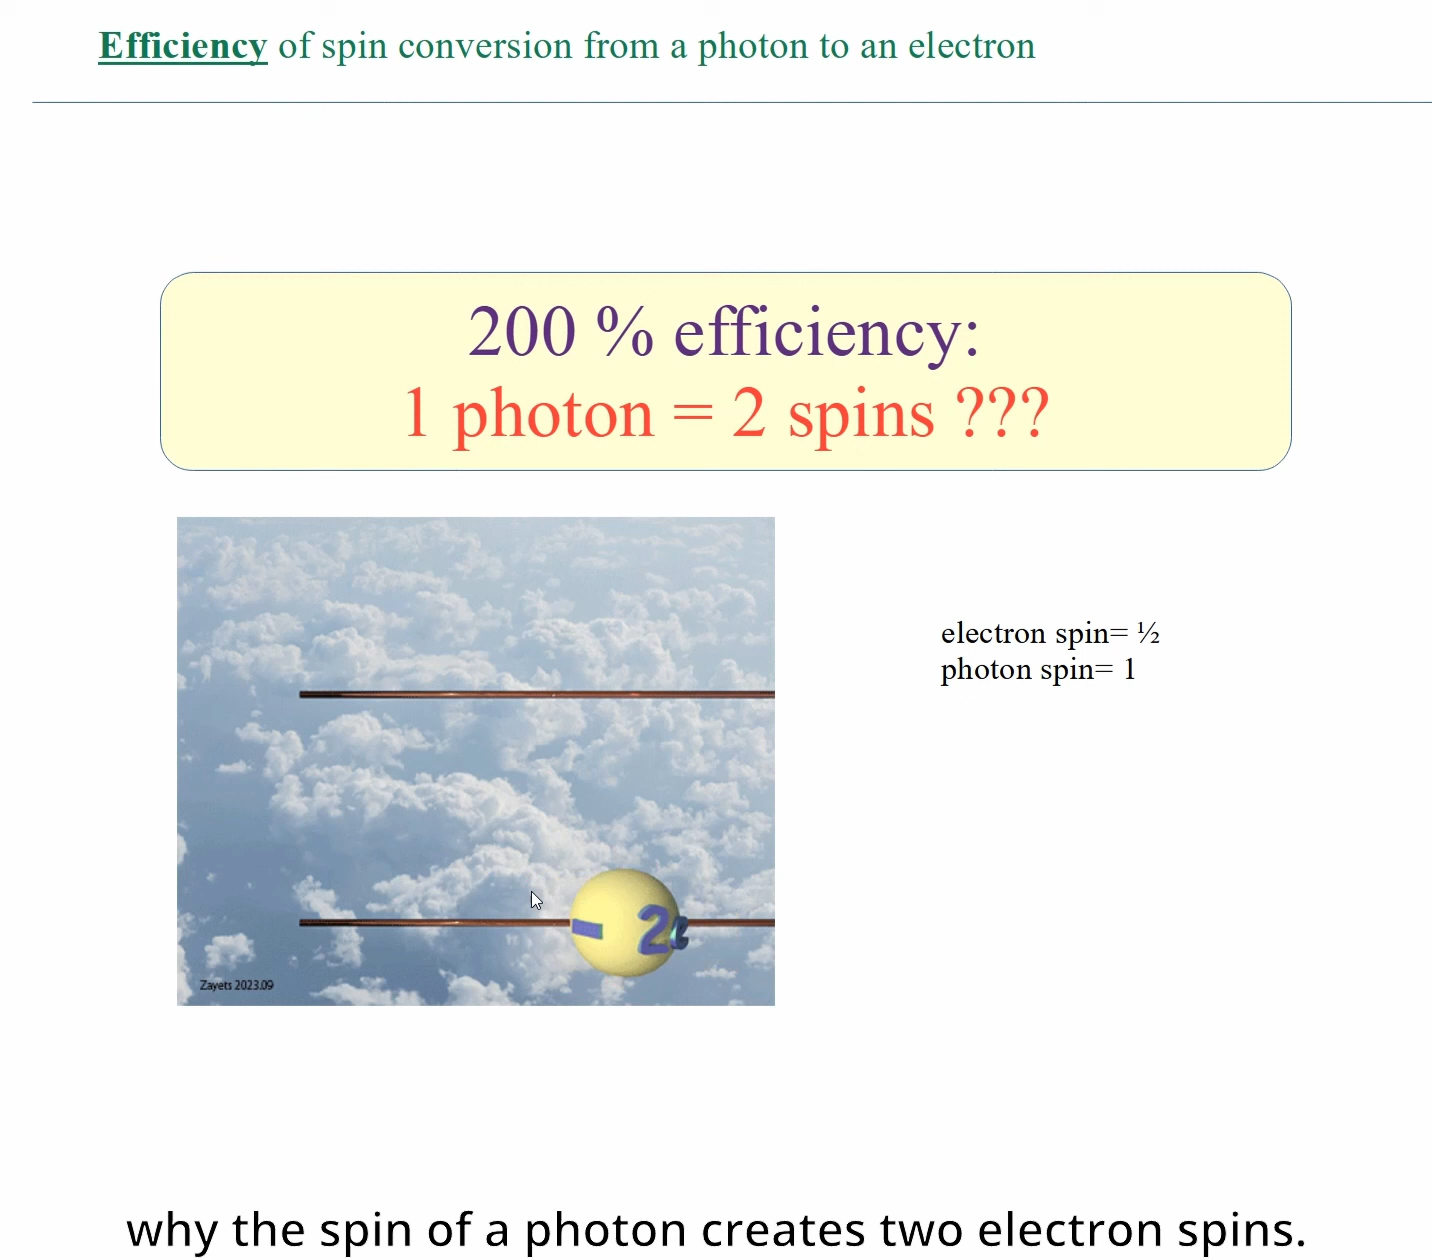 Efficiency of spin conversion from a photon to an electron
200 % efficiency:
1 photon = 2 spins ???
electron spin= ½
photon spin= 1
- 2e
Zayets 2023.09
why the spin of a photon creates two electron spins.